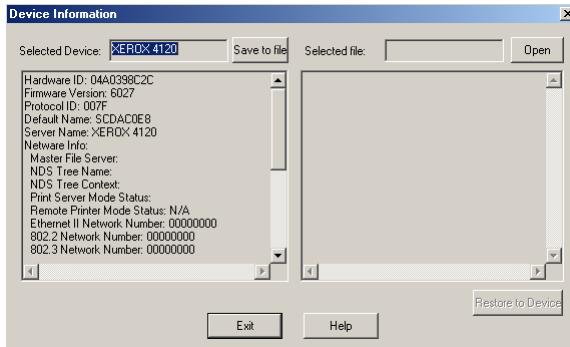 Device Information
Selected Device: XEROX 4120 Save to file Selected file: Open
Hardware ID: 04A0398C2C
Firmware Version: 6027
Protocol ID: 007F
Default Name: SCDAC0E8
Server Name: XEROX 4120
Netware Info:
Master File Server:
NDS Tree Name:
NDS Tree Context:
Print Server Mode Status:
Remote Printer Mode Status: N/A
Ethernet II Network Number: 00000000
802.2 Network Number: 00000000
802.3 Network Number: 00000000
Restore to Device
Exit Help